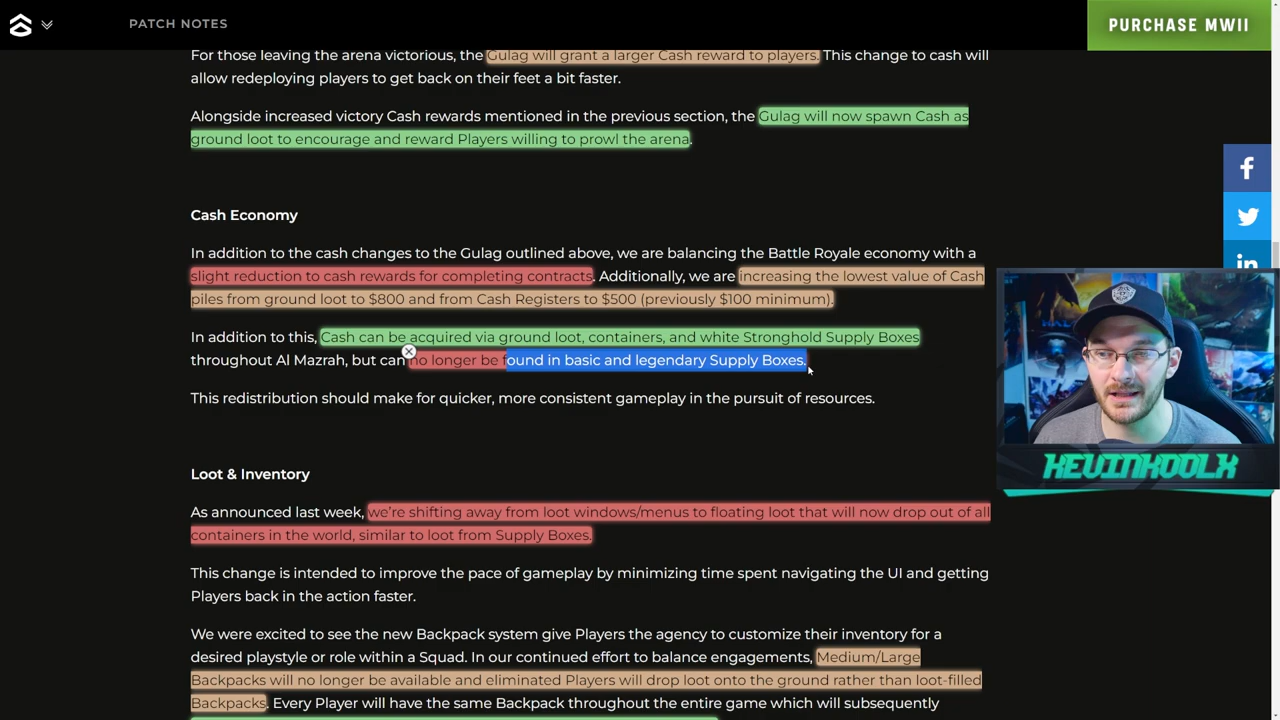 PATCH NOTES
PURCHASE MWII
For those leaving the arena victorious, the Gulag will grant a larger Cash reward to players. This change to cash will
allow redeploying players to get back on their feet a bit faster.
Alongside increased victory Cash rewards mentioned in the previous section, the Gulag will now spawn Cash as
ground loot to encourage and reward Players willing to prowl the arena.
Cash Economy
In addition to the cash changes to the Gulag outlined above, we are balancing the Battle Royale economy with a
slight reduction to cash rewards for completing contracts. Additionally, we are increasing the lowest value of Cash
piles from ground loot to $800 and from Cash Registers to $500 (previously $100 minimum).
In addition to this, Cash can be acquired via ground loot, containers, and white Stronghold Supply Boxes
throughout Al Mazrah, but can no longer be found in basic and legendary Supply Boxes.
This redistribution should make for quicker, more consistent gameplay in the pursuit of resources.
KEVINKOOLX
Loot & Inventory
As announced last week, we're shifting away from loot windows/menus to floating loot that will now drop out of all
containers in the world, similar to loot from Supply Boxes.
This change is intended to improve the pace of gameplay by minimizing time spent navigating the UI and getting
Players back in the action faster.
We were excited to see the new Backpack system give Players the agency to customize their inventory for a
desired playstyle or role within a Squad. In our continued effort to balance engagements, Medium/Large
Backpacks will no longer be available and eliminated Players will drop loot onto the ground rather than loot-filled
Backpacks. Every Player will have the same Backpack throughout the entire game which will subsequently